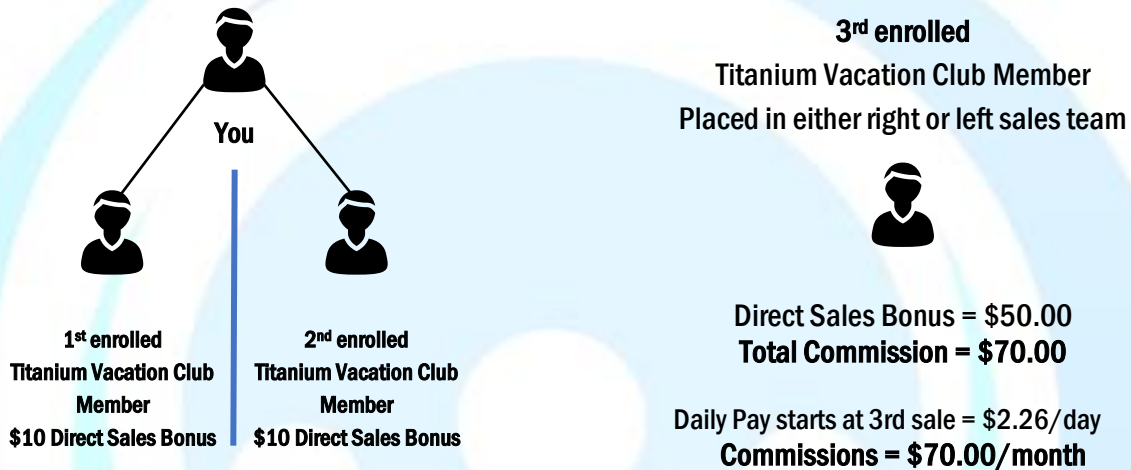 You
1st enrolled
Titanium Vacation Club
Member
$10 Direct Sales Bonus
2nd enrolled
Titanium Vacation Club
Member
$10 Direct Sales Bonus
3rd enrolled
Titanium Vacation Club Member
Placed in either right or left sales team
Direct Sales Bonus = $50.00
Total Commission = $70.00
Daily Pay starts at 3rd sale = $2.26/day
Commissions = $70.00/month